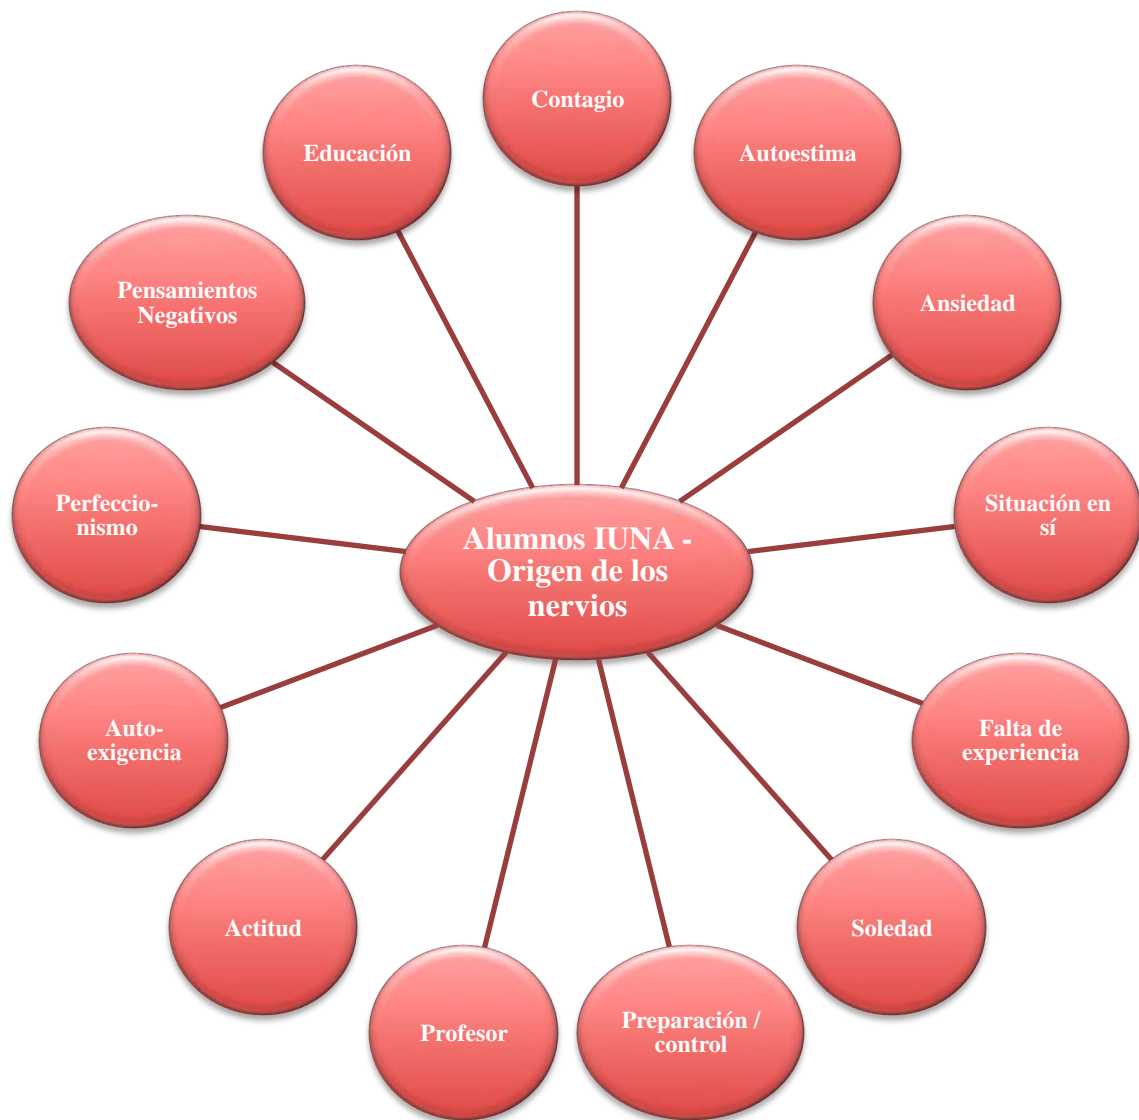 Contagio
Autoestima
Ansiedad
Situación en
sí
Falta de
experiencia
Soledad
Preparación /
control
Profesor
Actitud
Auto-
exigencia
Perfeccio-
nismo
Pensamientos
Negativos
Educación
Alumnos IUNA -
Origen de los
nervios